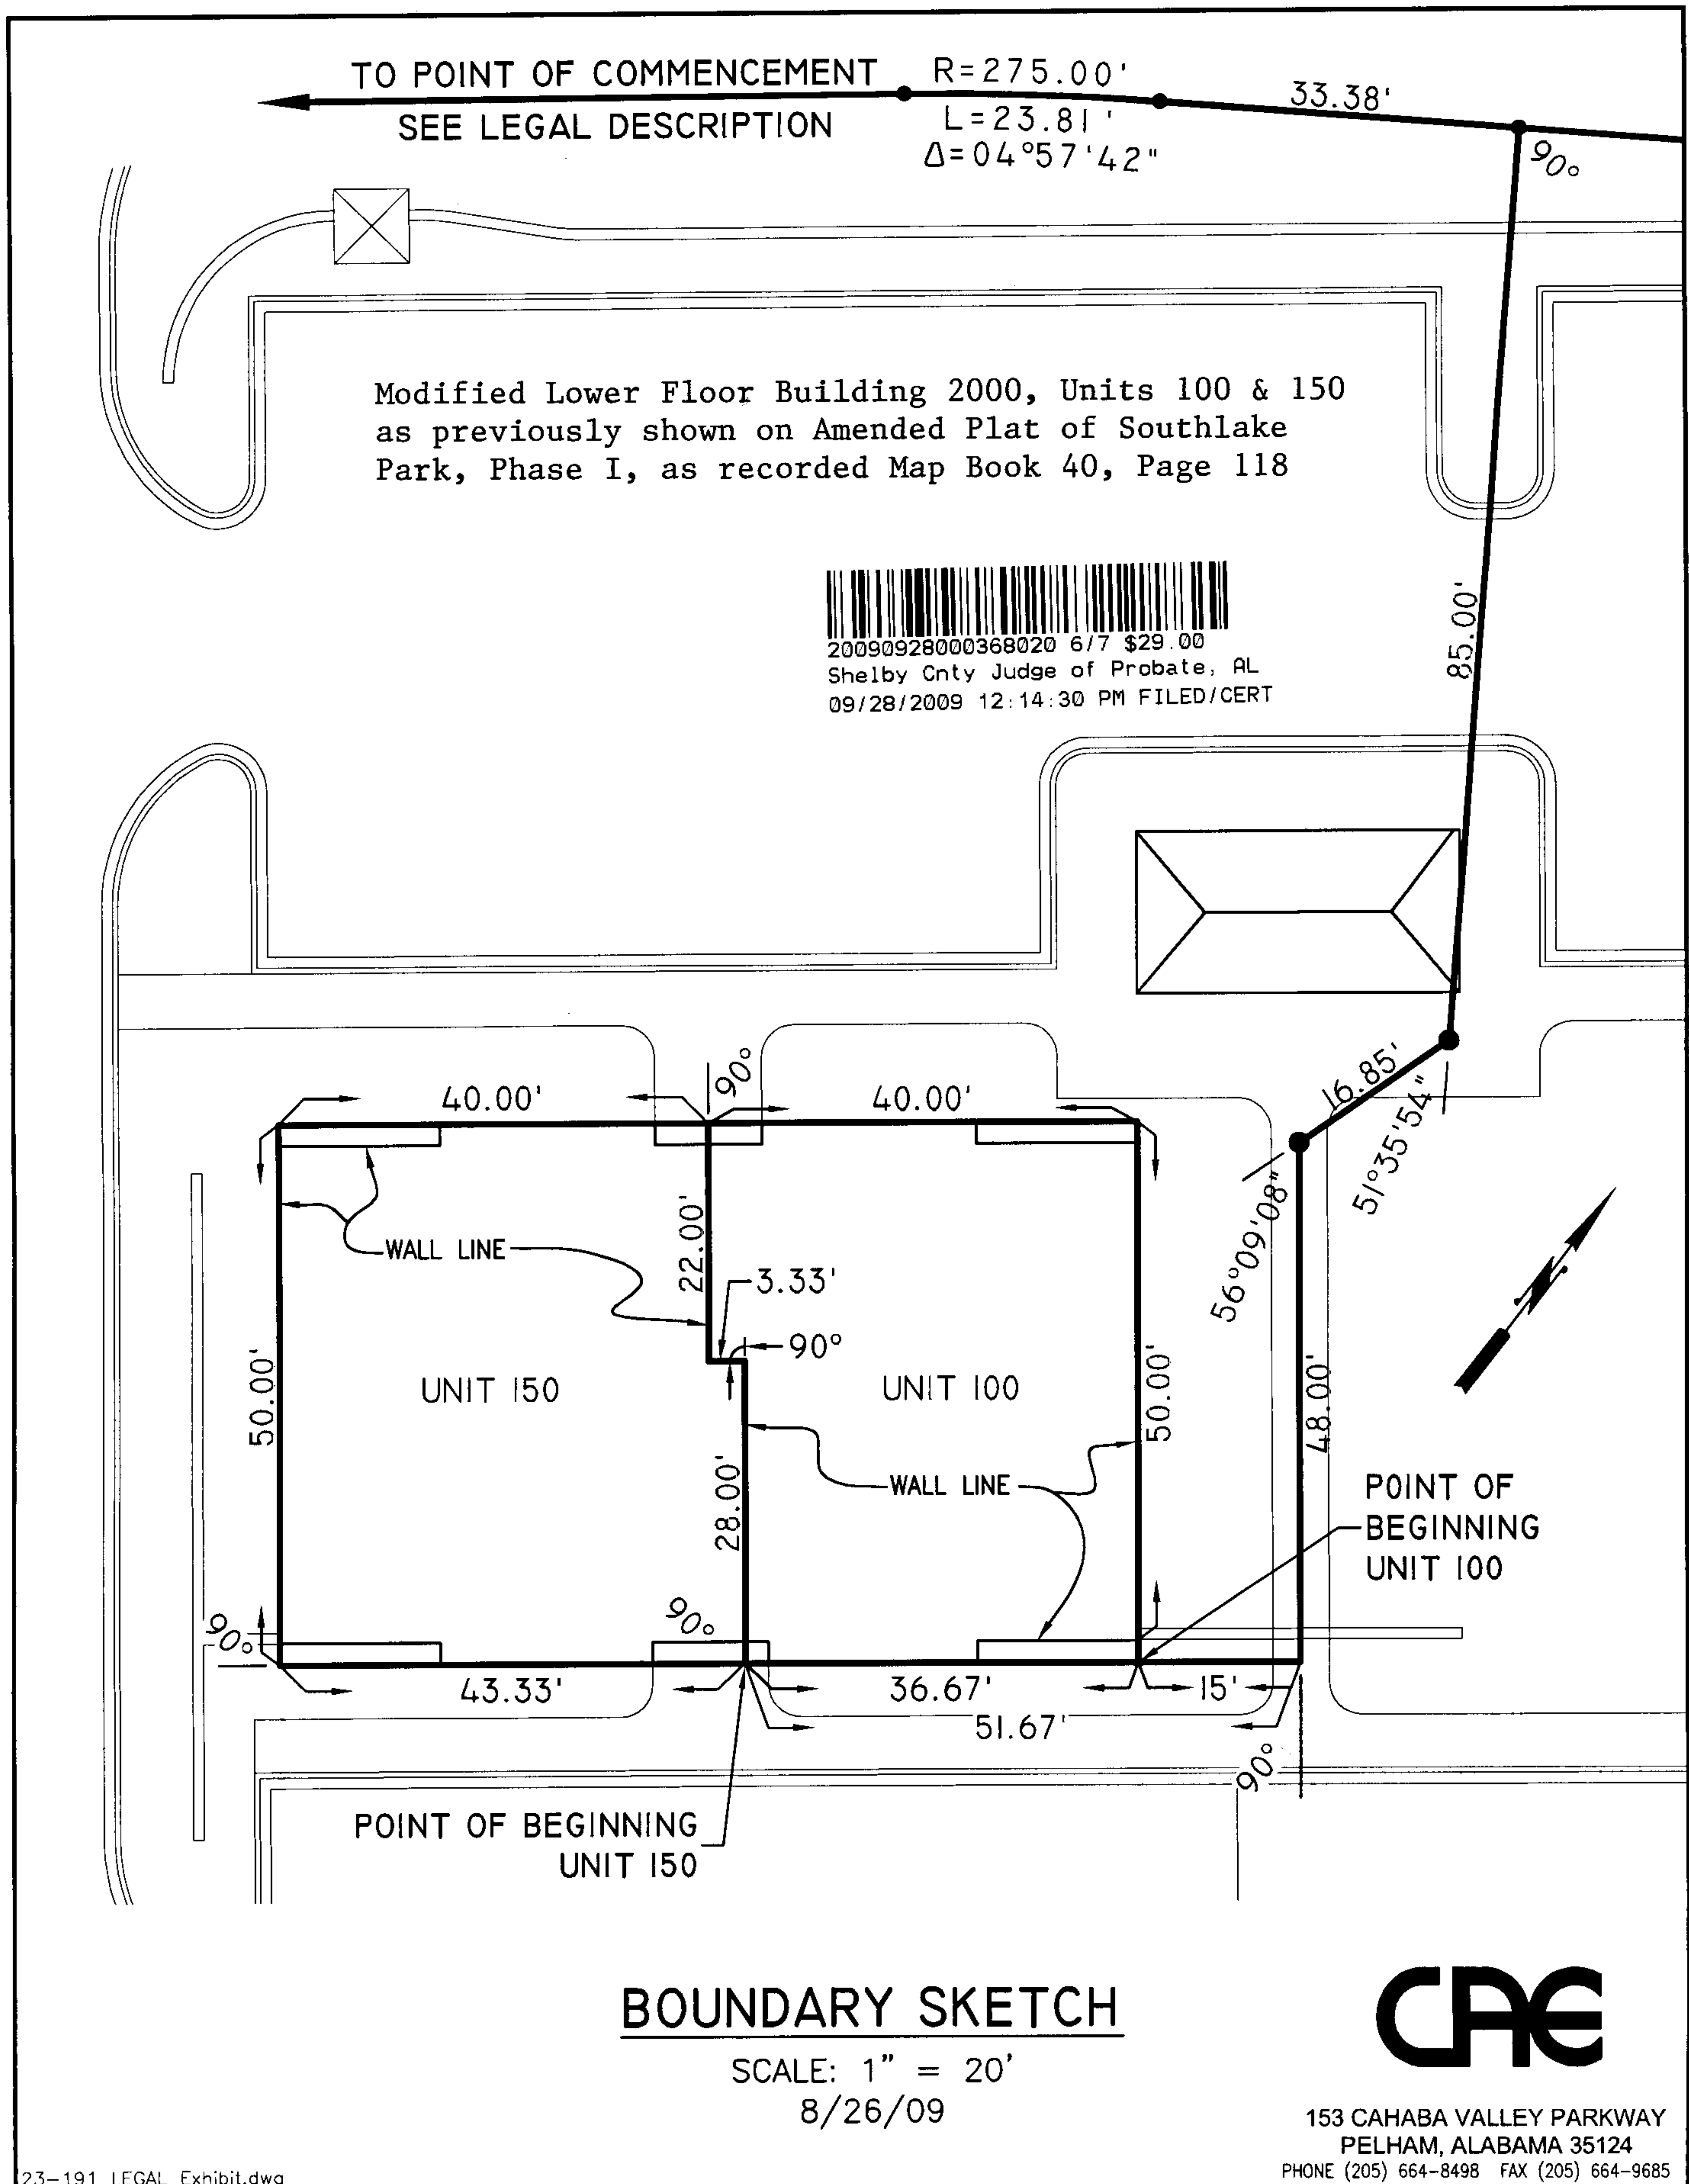 TO POINT OF COMMENCEMENT
SEE LEGAL DESCRIPTION
R=275.00'
L=23.81'
Δ=04°57'42"
33.38'
90°
Modified Lower Floor Building 2000, Units 100 & 150
as previously shown on Amended Plat of Southlake
Park, Phase I, as recorded Map Book 40, Page 118
20090928000368020 6/7 $29.00
Shelby Cnty Judge of Probate, AL
09/28/2009 12:14:30 PM FILED/CERT
85.00'
16.85'
51°35'54"
56°09'08"
40.00'
90°
40.00'
22.00'
WALL LINE
3.33'
90°
50.00'
UNIT 150
UNIT 100
50.00'
48.00'
28.00'
WALL LINE
POINT OF
BEGINNING
UNIT 100
90°
90°
43.33'
36.67'
15'
51.67'
90°
POINT OF BEGINNING
UNIT 150
BOUNDARY SKETCH
SCALE: 1" = 20'
8/26/09
CAE
153 CAHABA VALLEY PARKWAY
PELHAM, ALABAMA 35124
PHONE (205) 664-8498 FAX (205) 664-9685
23-191 LEGAL Exhibit.dwg